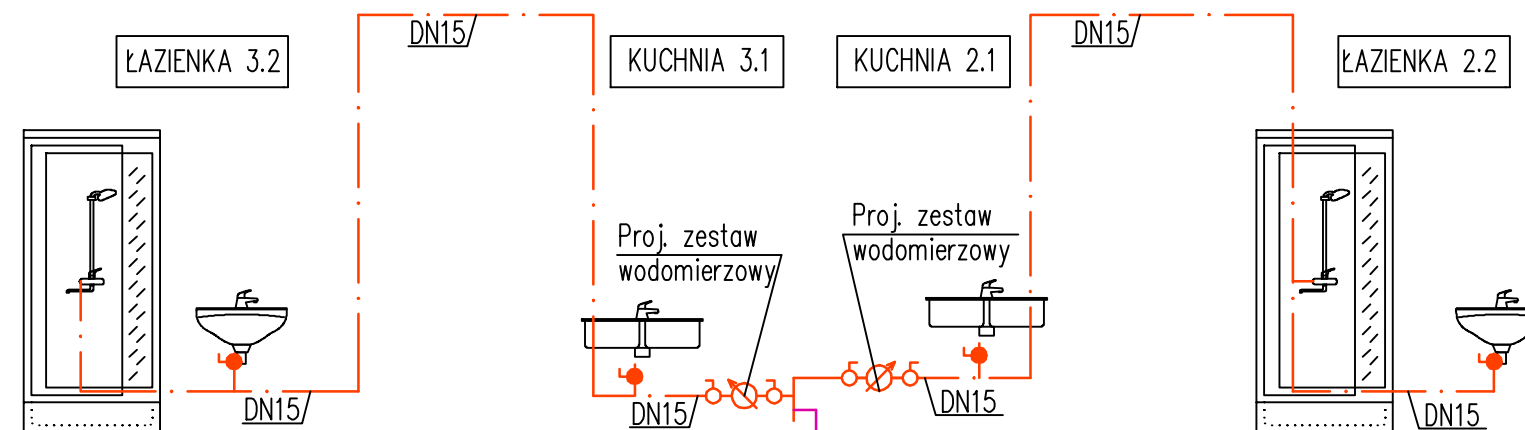 DN15
DN15
ŁAZIENKA 3.2
KUCHNIA 3.1
KUCHNIA 2.1
ŁAZIENKA 2.2
Proj. zestaw
wodomierzowy
Proj. zestaw
wodomierzowy
DN15
DN15
DN15
DN15